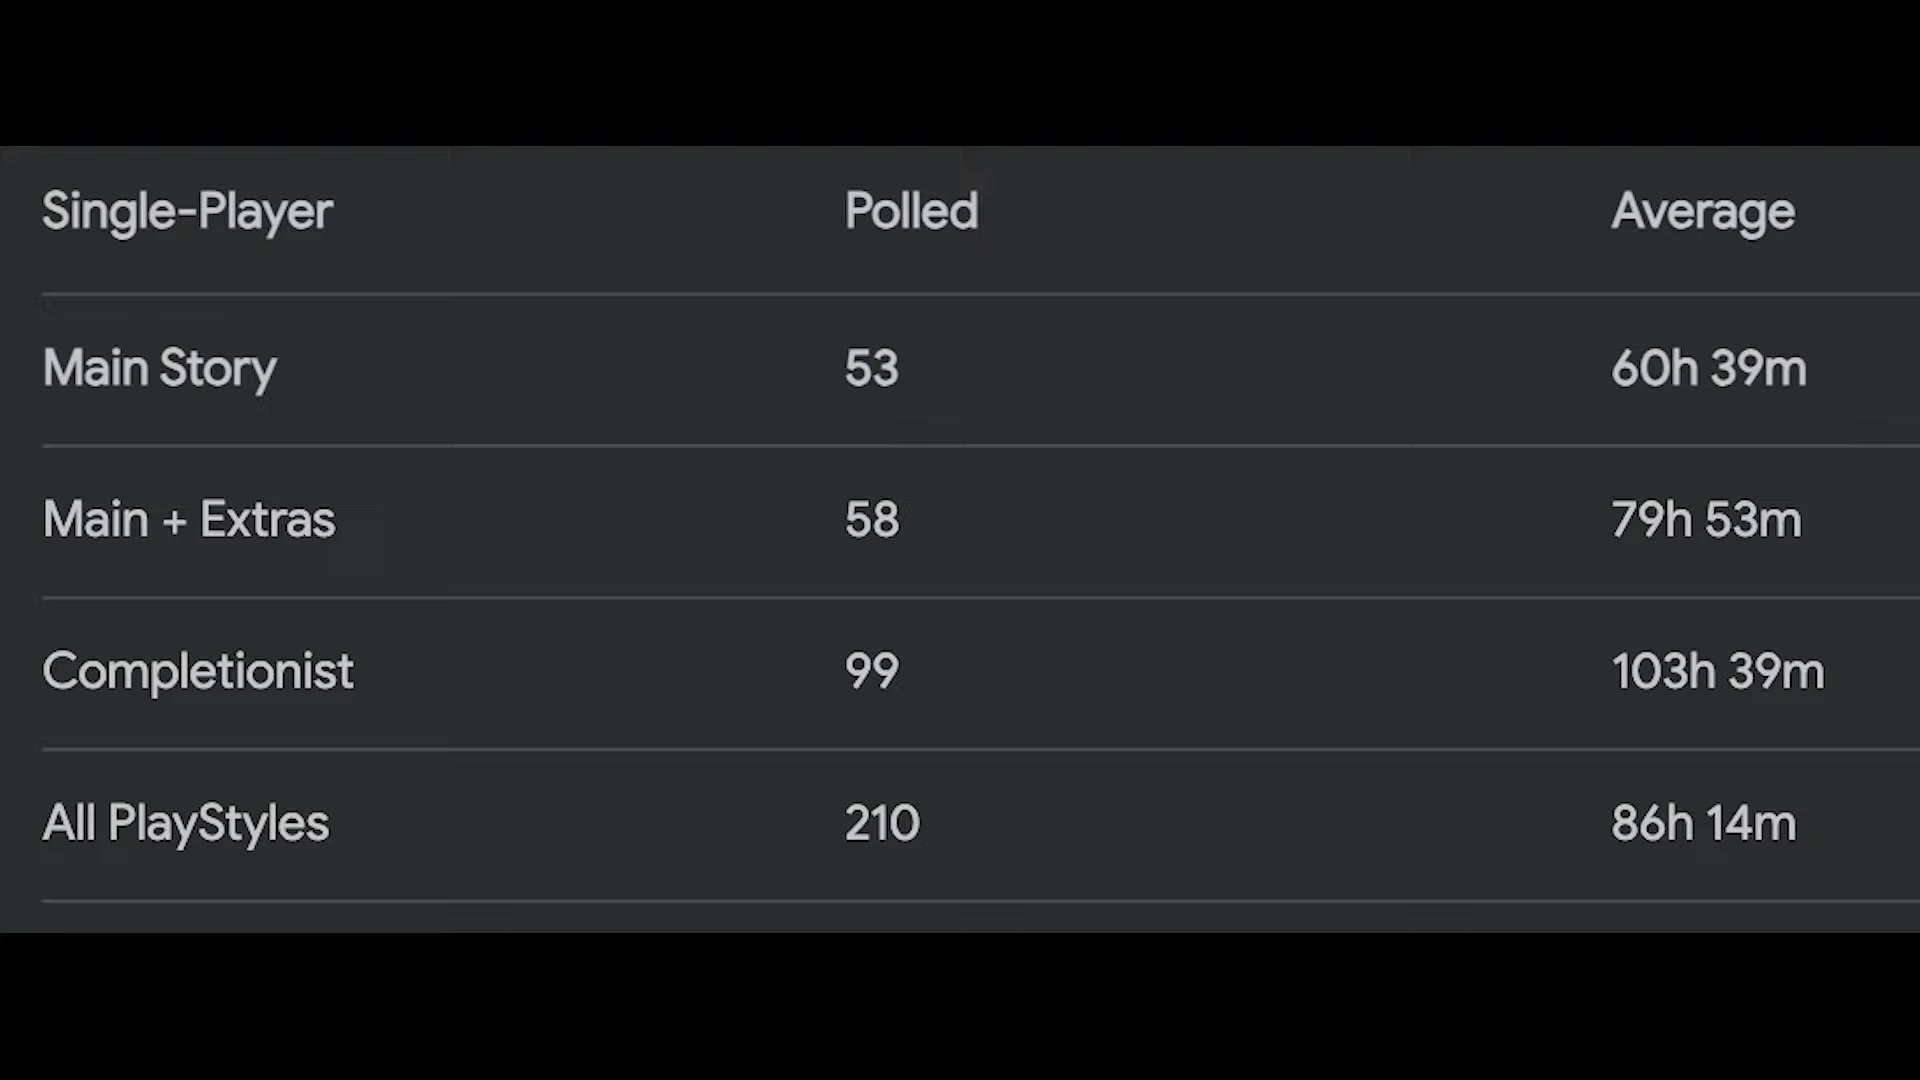 Single-Player Polled Average
Main Story 53 60h 39m
Main + Extras 58 79h 53m
Completionist 99 103h 39m
All PlayStyles 210 86h 14m